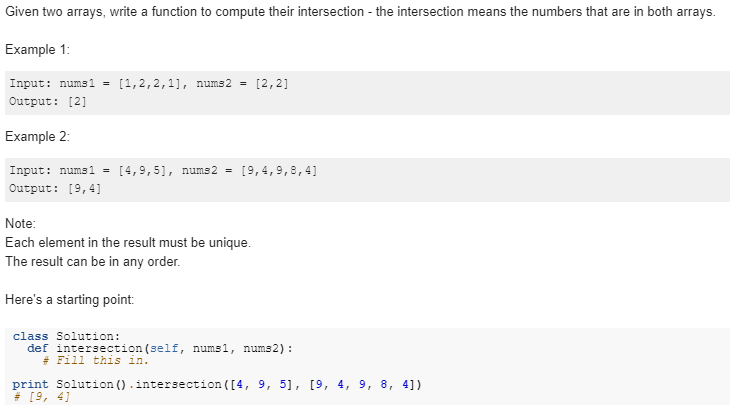 Given two arrays, write a function to compute their intersection - the intersection means the numbers that are in both arrays.
Example 1:
Input: nums1 = [1,2,2,1], nums2 = [2,2]
Output: [2]
Example 2:
Input: nums1 = [4,9,5], nums2 = [9,4,9,8,4]
Output: [9,4]
Note:
Each element in the result must be unique.
The result can be in any order.
Here's a starting point:
class Solution:
  def intersection(self, nums1, nums2):
    # Fill this in.
print Solution().intersection([4, 9, 5], [9, 4, 9, 8, 4])
# [9, 4]